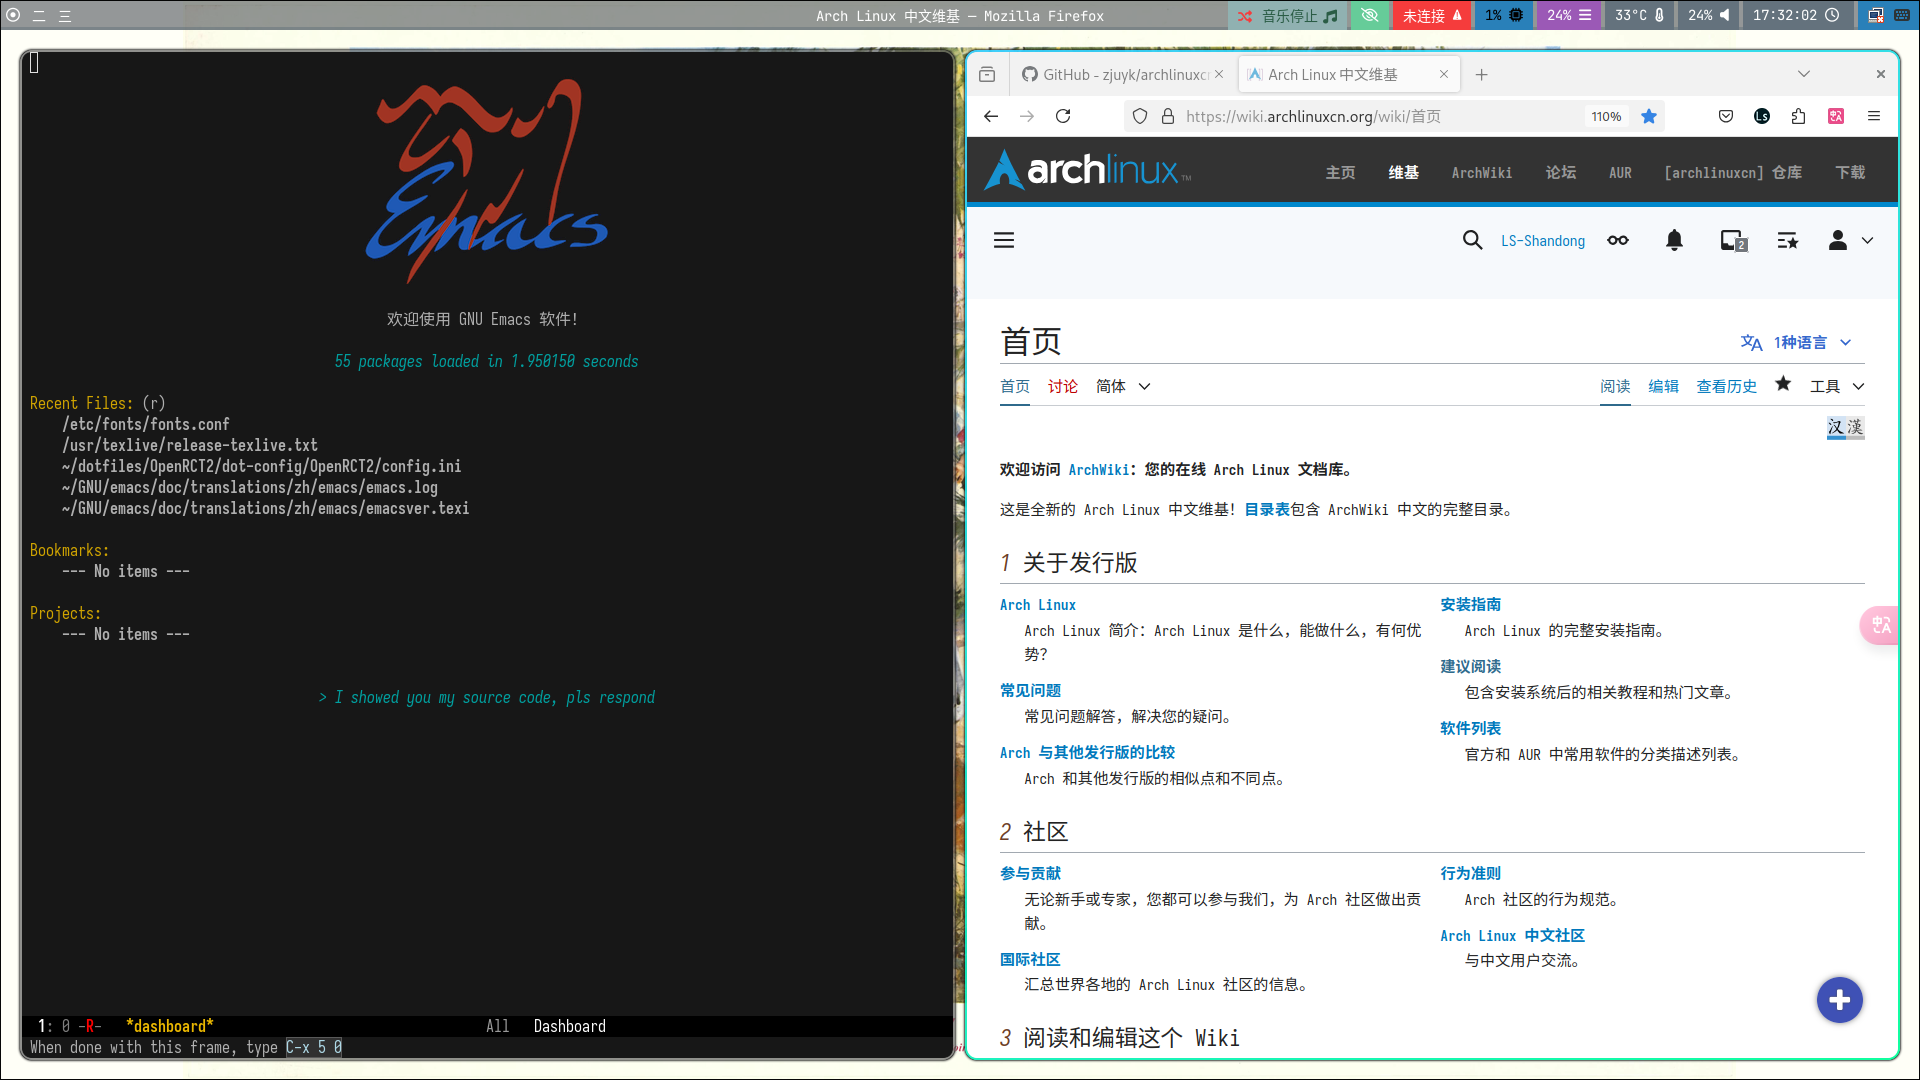 二 三 Arch Linux 中文维基 — Mozilla Firefox 音乐停止 未连接 1% 24% 33°C 24% 17:32:02
Emacs
欢迎使用 GNU Emacs 软件!
55 packages loaded in 1.950150 seconds
Recent Files: (r)
/etc/fonts/fonts.conf
/usr/texlive/release-texlive.txt
~/dotfiles/OpenRCT2/dot-config/OpenRCT2/config.ini
~/GNU/emacs/doc/translations/zh/emacs/emacs.log
~/GNU/emacs/doc/translations/zh/emacs/emacsver.texi
Bookmarks:
--- No items ---
Projects:
--- No items ---
> I showed you my source code, pls respond
1: 0 -R- *dashboard* All Dashboard
When done with this frame, type C-x 5 0
GitHub - zjuyk/archlinuxcn Arch Linux 中文维基
https://wiki.archlinuxcn.org/wiki/首页 110%
archlinux™ 主页 维基 ArchWiki 论坛 AUR [archlinuxcn] 仓库 下载
LS-Shandong 2
首页 1种语言
首页 讨论 简体 阅读 编辑 查看历史 工具
汉漢
欢迎访问 ArchWiki：您的在线 Arch Linux 文档库。
这是全新的 Arch Linux 中文维基！目录表包含 ArchWiki 中文的完整目录。
1 关于发行版
Arch Linux
Arch Linux 简介：Arch Linux 是什么，能做什么，有何优
势？
常见问题
常见问题解答，解决您的疑问。
Arch 与其他发行版的比较
Arch 和其他发行版的相似点和不同点。
安装指南
Arch Linux 的完整安装指南。
建议阅读
包含安装系统后的相关教程和热门文章。
软件列表
官方和 AUR 中常用软件的分类描述列表。
2 社区
参与贡献
无论新手或专家，您都可以参与我们，为 Arch 社区做出贡
献。
国际社区
汇总世界各地的 Arch Linux 社区的信息。
行为准则
Arch 社区的行为规范。
Arch Linux 中文社区
与中文用户交流。
3 阅读和编辑这个 Wiki